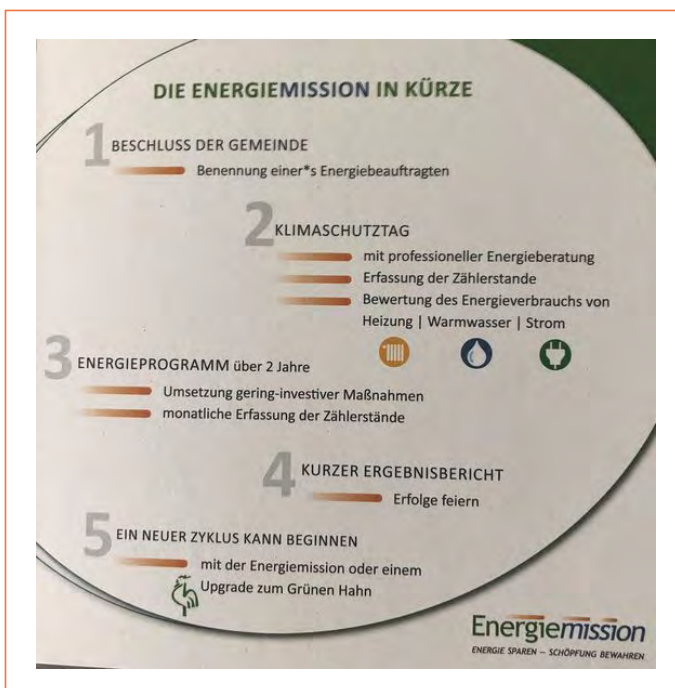 DIE ENERGIEMISSION IN KÜRZE
1 BESCHLUSS DER GEMEINDE
Benennung einer*s Energiebeauftragten
2 KLIMASCHUTZTAG
mit professioneller Energieberatung
Erfassung der Zählerstande
Bewertung des Energieverbrauchs von
Heizung | Warmwasser | Strom
3 ENERGIEPROGRAMM über 2 Jahre
Umsetzung gering-investiver Maßnahmen
monatliche Erfassung der Zählerstände
4 KURZER ERGEBNISBERICHT
Erfolge feiern
5 EIN NEUER ZYKLUS KANN BEGINNEN
mit der Energiemission oder einem
Upgrade zum Grünen Hahn
Energiemission
ENERGIE SPAREN – SCHÖPFUNG BEWAHREN